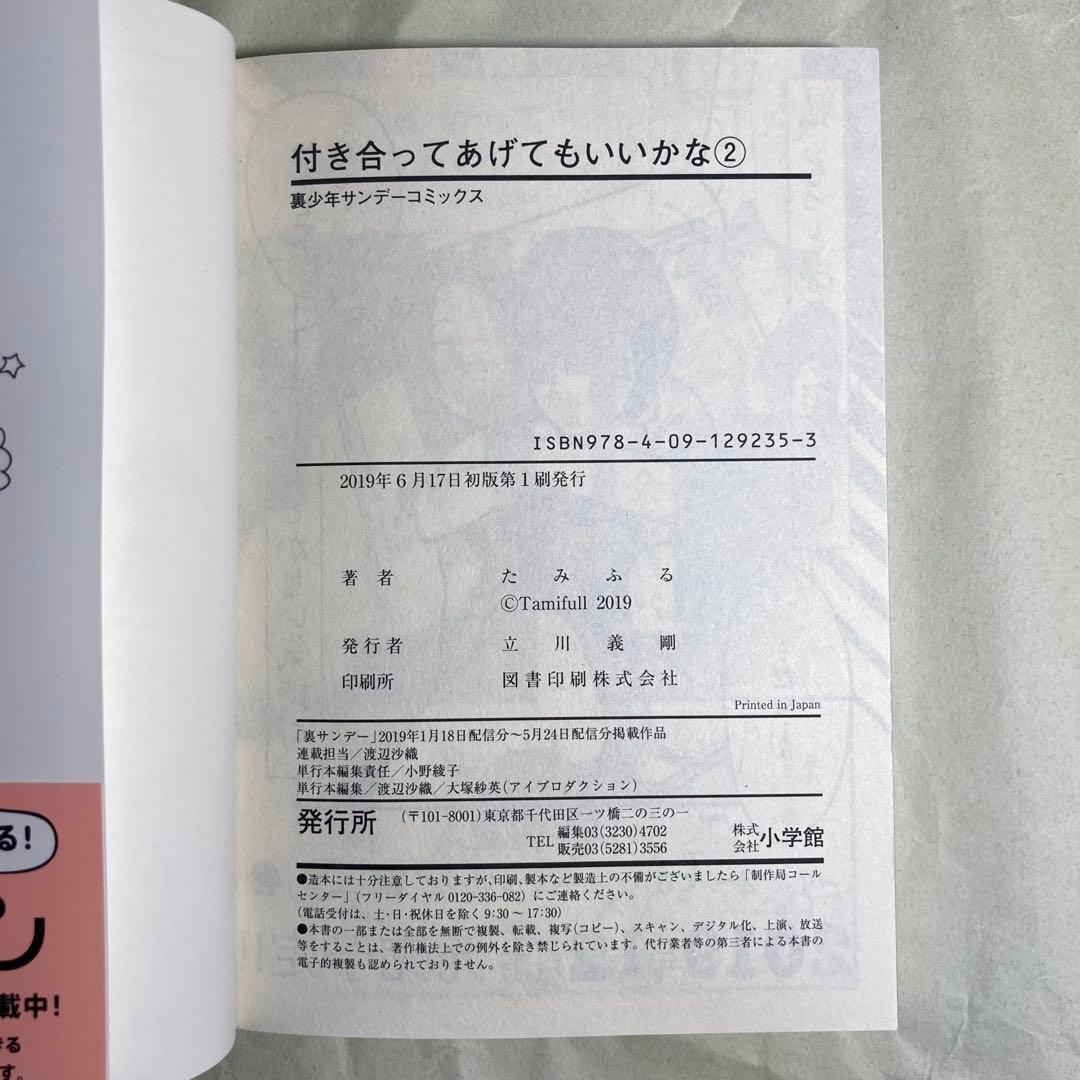 付き合ってあげてもいいかな②
裏少年サンデーコミックス
ISBN978-4-09-129235-3
2019年6月17日初版第1刷発行
著者 たみふる
©Tamifull 2019
発行者 立川義剛
印刷所 図書印刷株式会社
Printed in Japan
「裏サンデー」2019年1月18日配信分～5月24日配信分掲載作品
連載担当／渡辺沙織
単行本編集責任／小野綾子
単行本編集／渡辺沙織／大塚紗英(アイプロダクション)
発行所 (〒101-8001)東京都千代田区一ツ橋二の三の一
TEL 編集03(3230)4702
販売03(5281)3556
株式会社 小学館
●造本には十分注意しておりますが、印刷、製本など製造上の不備がございましたら「制作局コール
センター」(フリーダイヤル0120-336-082)にご連絡ください。
(電話受付は、土・日・祝休日を除く9:30～17:30)
●本書の一部または全部を無断で複製、転載、複写(コピー)、スキャン、デジタル化、上演、放送
等をすることは、著作権法上での例外を除き禁じられています。代行業者等の第三者による本書の
電子的複製も認められておりません。
る!
載中!
きる
す。